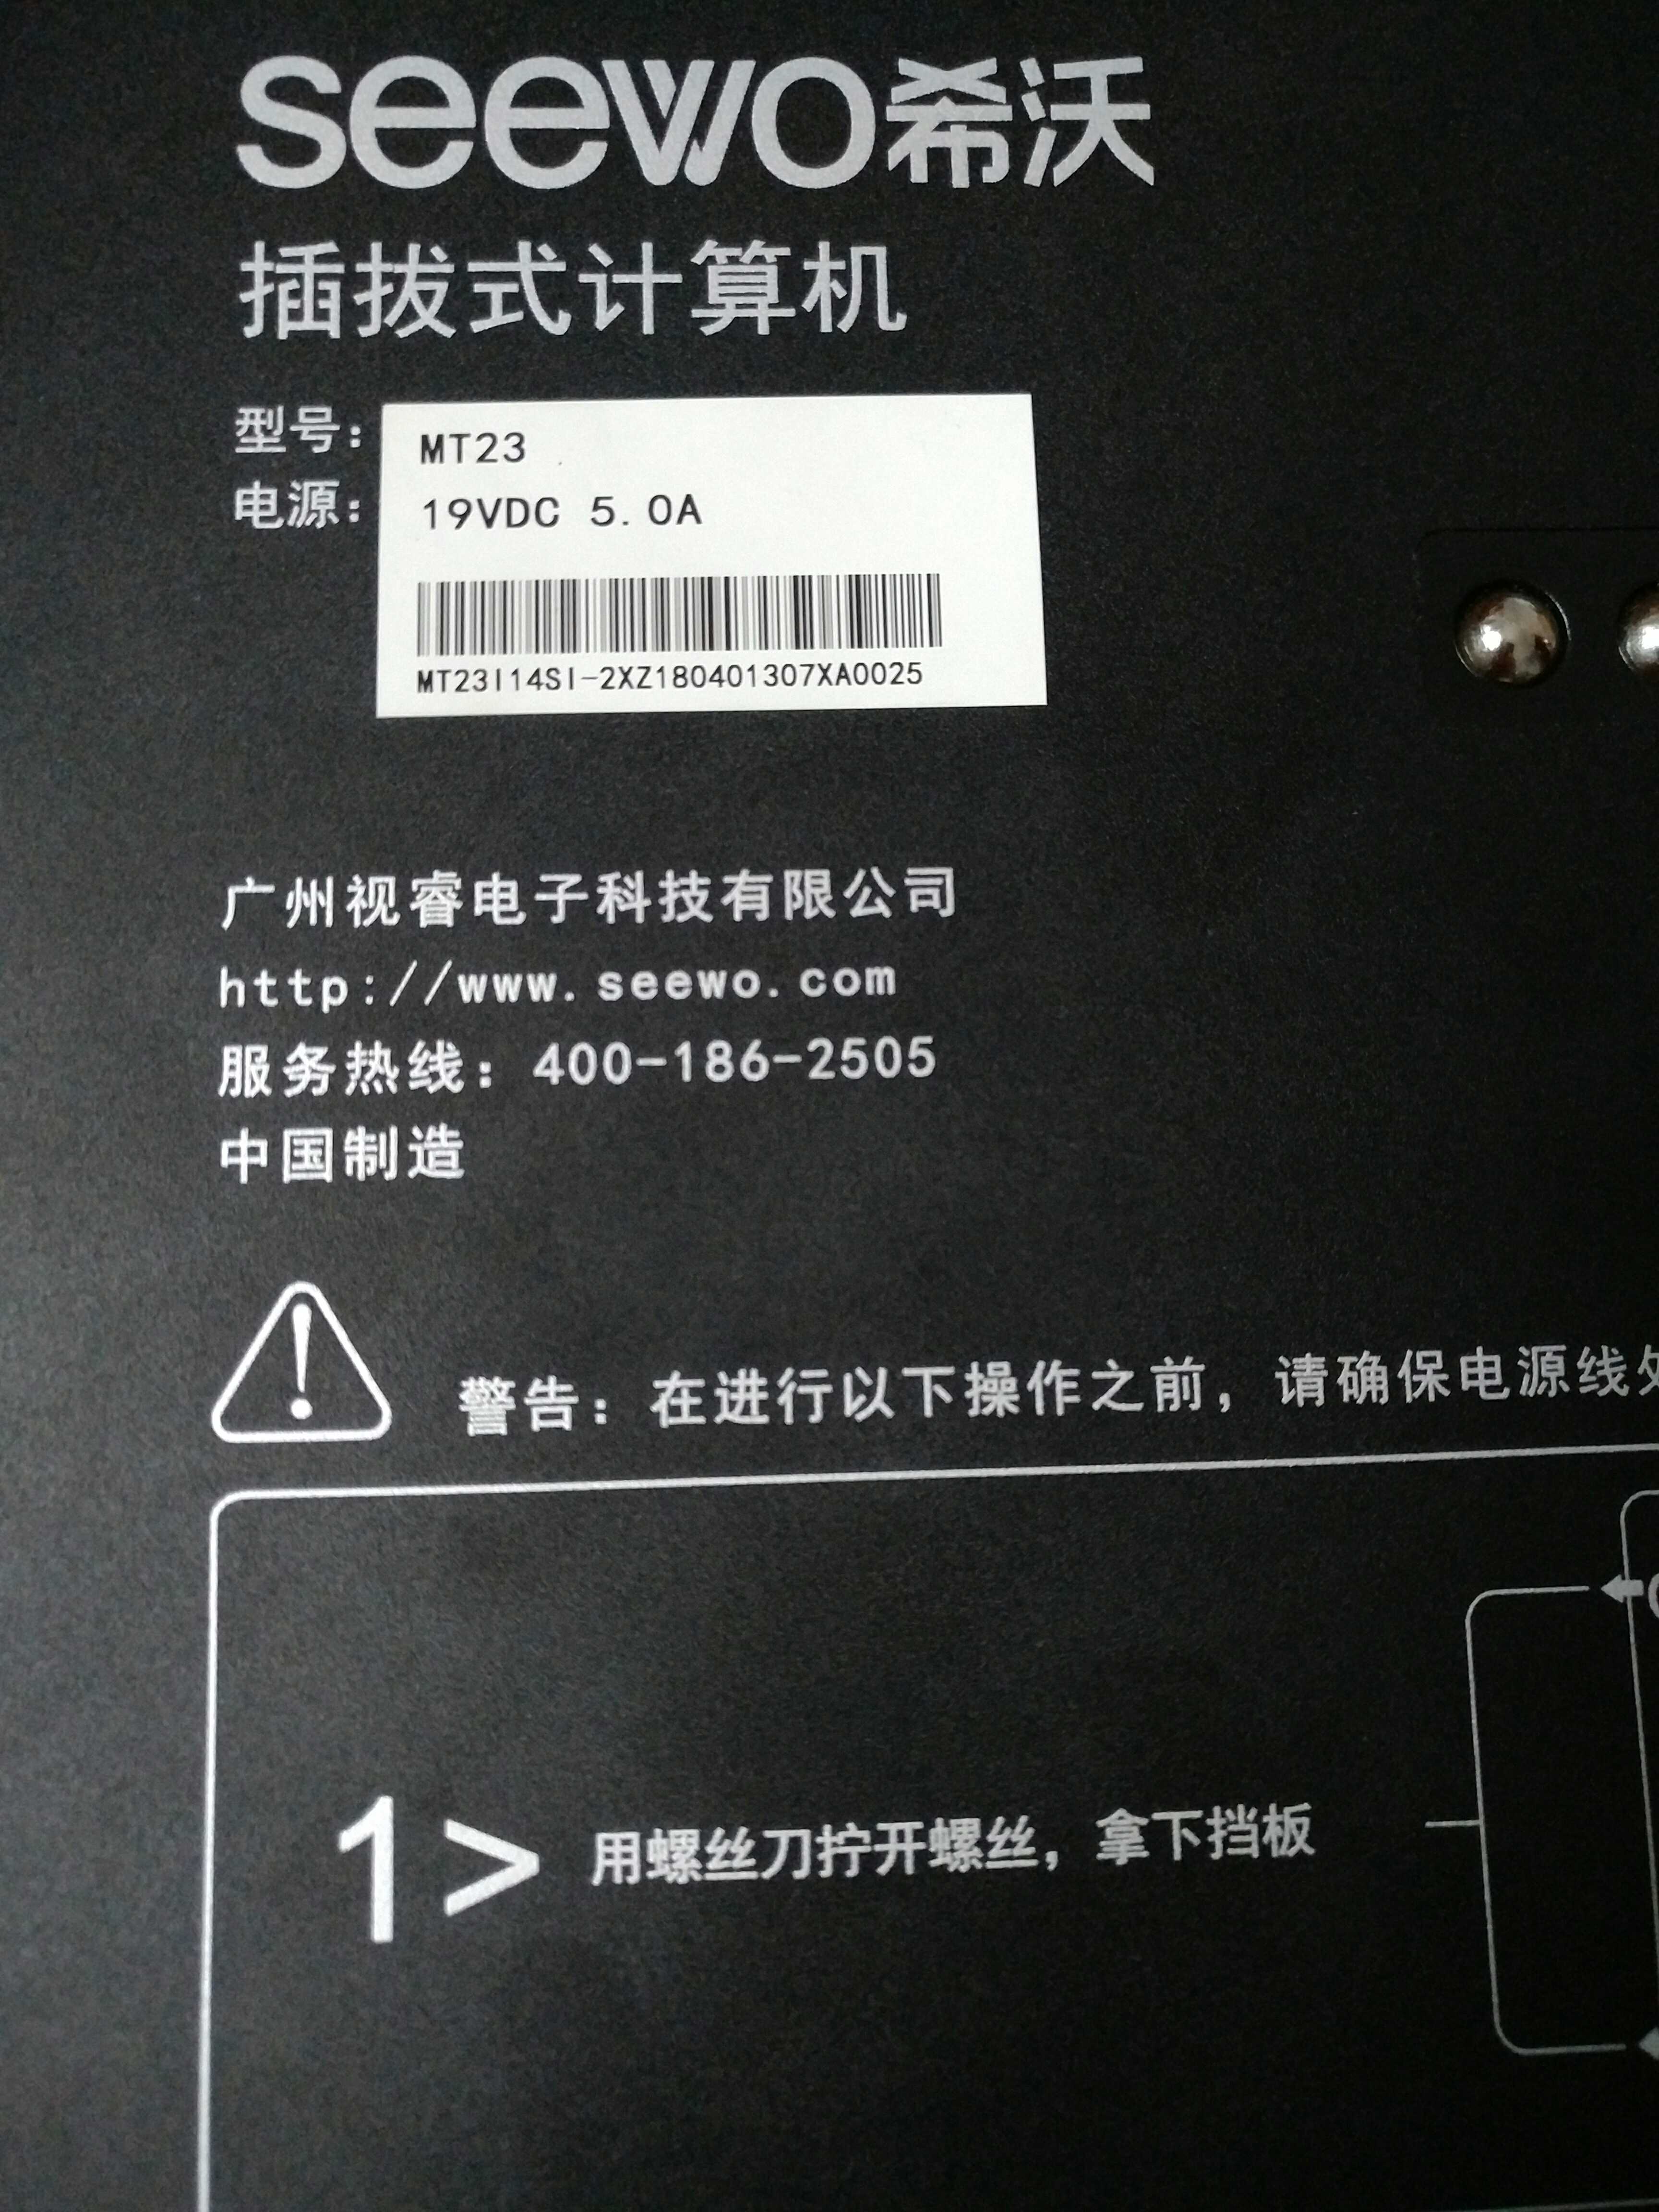 seewo希沃
插拔式计算机
型号： MT23
电源： 19VDC 5.0A
MT23I14SI-2XZ180401307XA0025
广州视睿电子科技有限公司
http://www.seewo.com
服务热线：400-186-2505
中国制造
警告：在进行以下操作之前，请确保电源线
1> 用螺丝刀拧开螺丝，拿下挡板